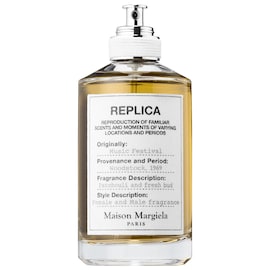 REPLICA
REPRODUCTION OF FAMILIAR
SCENTS AND MOMENTS OF VARYING
LOCATIONS AND PERIODS
Originally:
Music Festival
Provenance and Period:
Woodstock, 1969
Fragrance Description:
Patchouli and fresh bud
Style Description:
Female and Male fragrance
Maison Margiela
PARIS